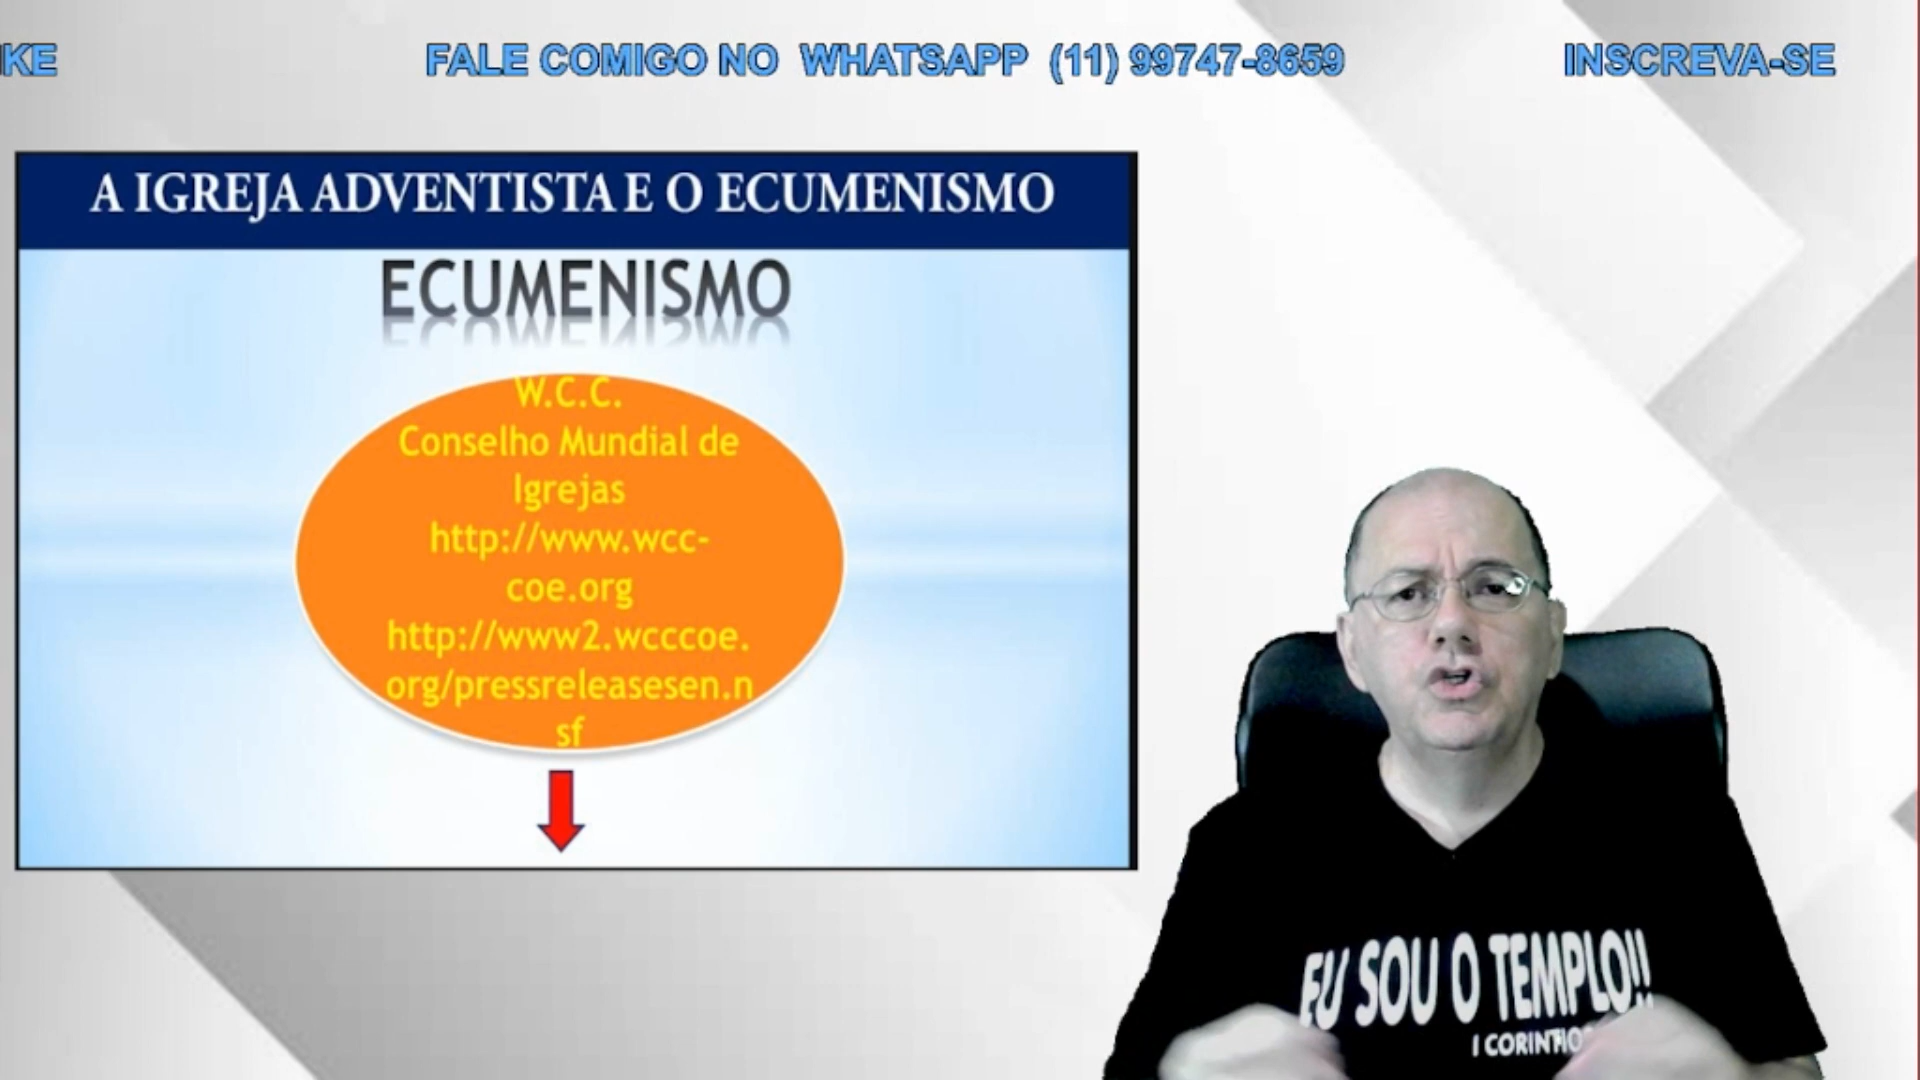 KE FALE COMIGO NO WHATSAPP (11) 99747-8659 INSCREVA-SE
A IGREJA ADVENTISTA E O ECUMENISMO
ECUMENISMO
W.C.C.
Conselho Mundial de
Igrejas
http://www.wcc-
coe.org
http://www2.wcccoe.
org/pressreleasesen.n
sf
EU SOU O TEMPLO!!
I CORINTIO